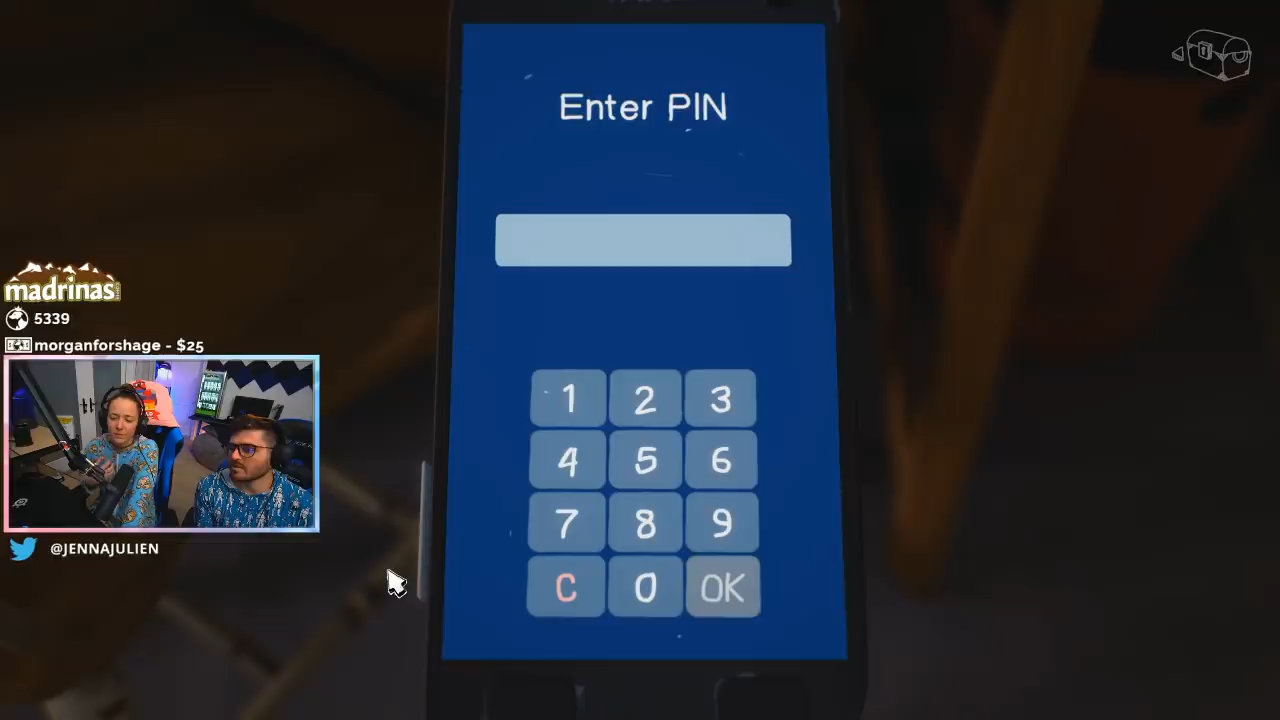 Enter PIN
madrinas
5339
morganforshage - $25
@JENNAJULIEN
1 2 3
4 5 6
7 8 9
C 0 OK